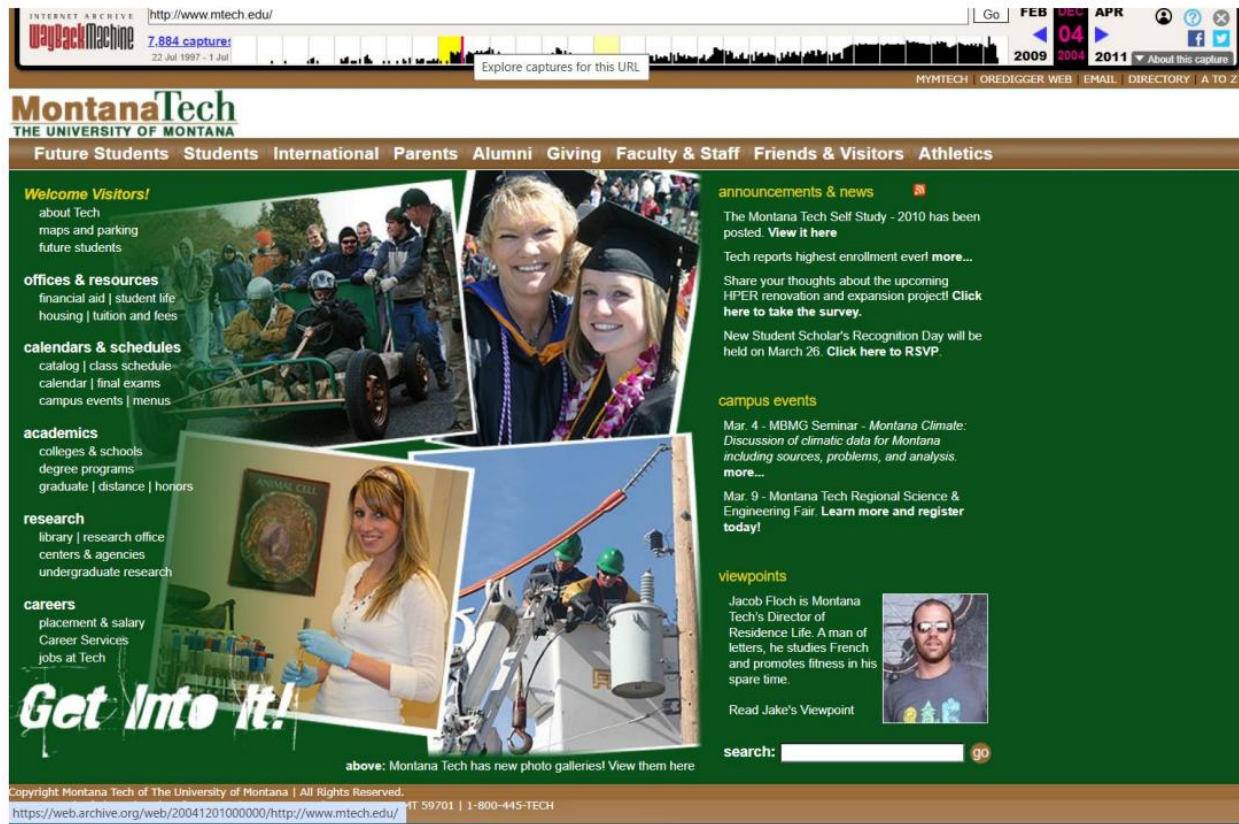 INTERNET ARCHIVE
WayBackMachine
http://www.mtech.edu/
Go
FEB DEC APR
04
2009 2004 2011
7,884 captures
22 Jul 1997 - 1 Jul
Explore captures for this URL
About this capture
MYMTECH | OREDIGGER WEB | EMAIL | DIRECTORY | A TO Z
MontanaTech
THE UNIVERSITY OF MONTANA
Future Students Students International Parents Alumni Giving Faculty & Staff Friends & Visitors Athletics
Welcome Visitors!
about Tech
maps and parking
future students
offices & resources
financial aid | student life
housing | tuition and fees
calendars & schedules
catalog | class schedule
calendar | final exams
campus events | menus
academics
colleges & schools
degree programs
graduate | distance | honors
research
library | research office
centers & agencies
undergraduate research
careers
placement & salary
Career Services
jobs at Tech
Get Into It!
ANIMAL CELL
above: Montana Tech has new photo galleries! View them here
announcements & news
The Montana Tech Self Study - 2010 has been
posted. View it here
Tech reports highest enrollment ever! more...
Share your thoughts about the upcoming
HPER renovation and expansion project! Click
here to take the survey.
New Student Scholar's Recognition Day will be
held on March 26. Click here to RSVP.
campus events
Mar. 4 - MBMG Seminar - Montana Climate:
Discussion of climatic data for Montana
including sources, problems, and analysis.
more...
Mar. 9 - Montana Tech Regional Science &
Engineering Fair. Learn more and register
today!
viewpoints
Jacob Floch is Montana
Tech's Director of
Residence Life. A man of
letters, he studies French
and promotes fitness in his
spare time.
Read Jake's Viewpoint
search:
go
Copyright Montana Tech of The University of Montana | All Rights Reserved.
MT 59701 | 1-800-445-TECH
https://web.archive.org/web/20041201000000/http://www.mtech.edu/